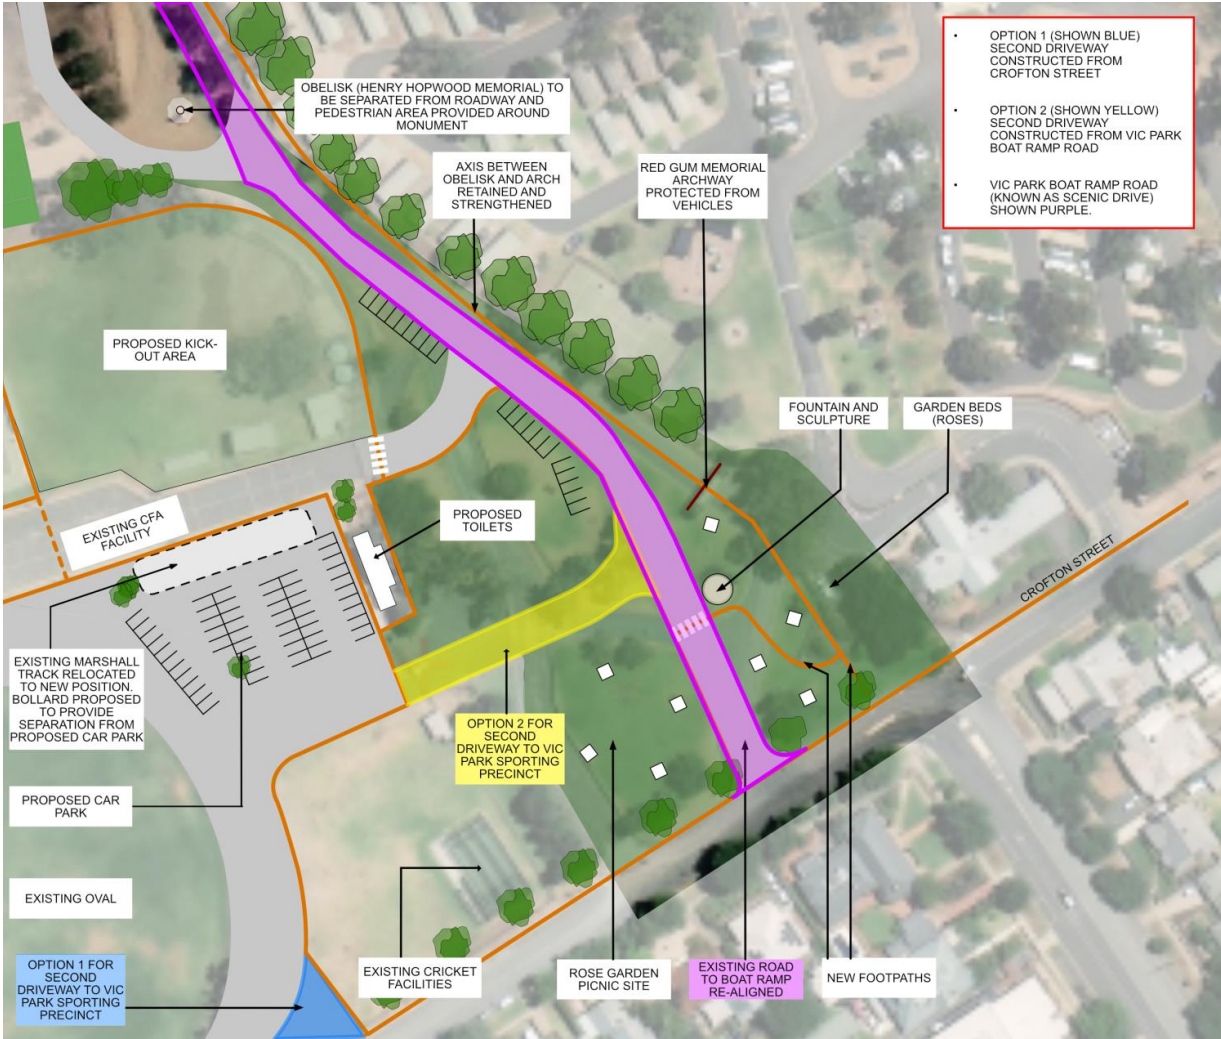 OPTION 1 (SHOWN BLUE)
SECOND DRIVEWAY
CONSTRUCTED FROM
CROFTON STREET
OPTION 2 (SHOWN YELLOW)
SECOND DRIVEWAY
CONSTRUCTED FROM VIC PARK
BOAT RAMP ROAD
VIC PARK BOAT RAMP ROAD
(KNOWN AS SCENIC DRIVE)
SHOWN PURPLE.
OBELISK (HENRY HOPWOOD MEMORIAL) TO
BE SEPARATED FROM ROADWAY AND
PEDESTRIAN AREA PROVIDED AROUND
MONUMENT
AXIS BETWEEN
OBELISK AND ARCH
RETAINED AND
STRENGTHENED
RED GUM MEMORIAL
ARCHWAY
PROTECTED FROM
VEHICLES
PROPOSED KICK-
OUT AREA
FOUNTAIN AND
SCULPTURE
GARDEN BEDS
(ROSES)
EXISTING CFA
FACILITY
PROPOSED
TOILETS
CROFTON STREET
EXISTING MARSHALL
TRACK RELOCATED
TO NEW POSITION.
BOLLARD PROPOSED
TO PROVIDE
SEPARATION FROM
PROPOSED CAR PARK
OPTION 2 FOR
SECOND
DRIVEWAY TO VIC
PARK SPORTING
PRECINCT
PROPOSED CAR
PARK
EXISTING OVAL
OPTION 1 FOR
SECOND
DRIVEWAY TO VIC
PARK SPORTING
PRECINCT
EXISTING CRICKET
FACILITIES
ROSE GARDEN
PICNIC SITE
EXISTING ROAD
TO BOAT RAMP
RE-ALIGNED
NEW FOOTPATHS